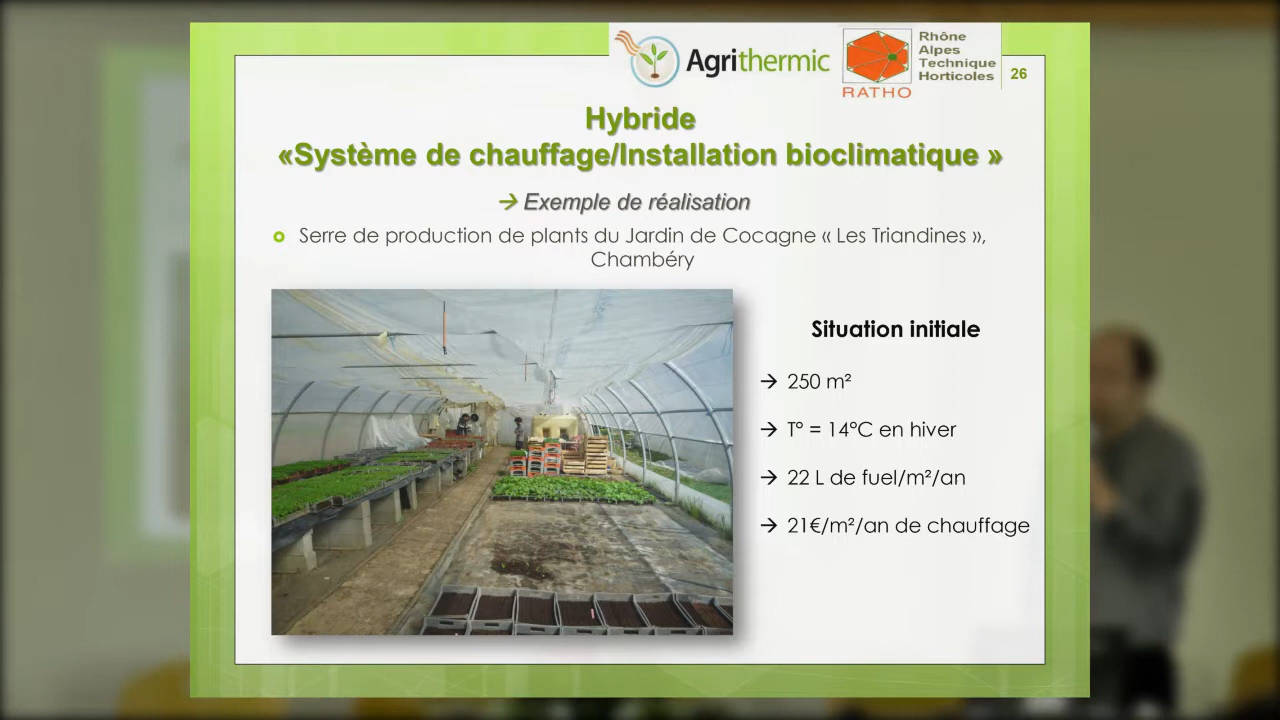 Agrithermic
Rhône
Alpes
Technique
Horticoles
RATHO
26
Hybride
«Système de chauffage/Installation bioclimatique »
→ Exemple de réalisation
Serre de production de plants du Jardin de Cocagne « Les Triandines »,
Chambéry
Situation initiale
→ 250 m²
→ T° = 14°C en hiver
→ 22 L de fuel/m²/an
→ 21€/m²/an de chauffage